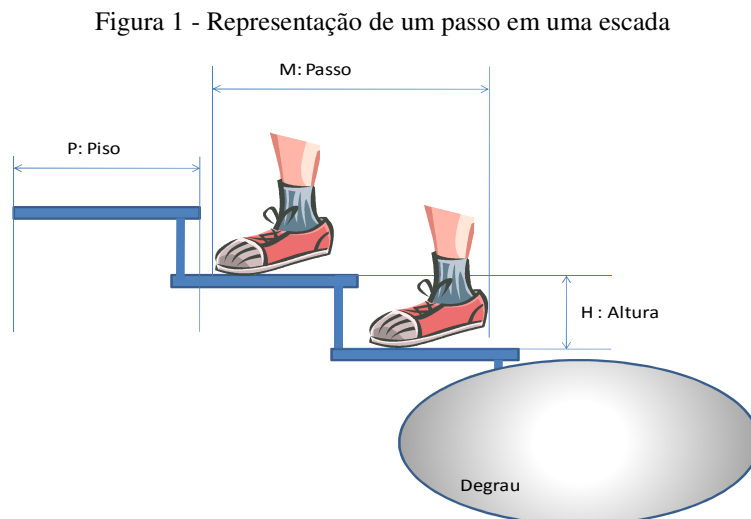 Figura 1 - Representação de um passo em uma escada
M: Passo
P: Piso
H : Altura
Degrau